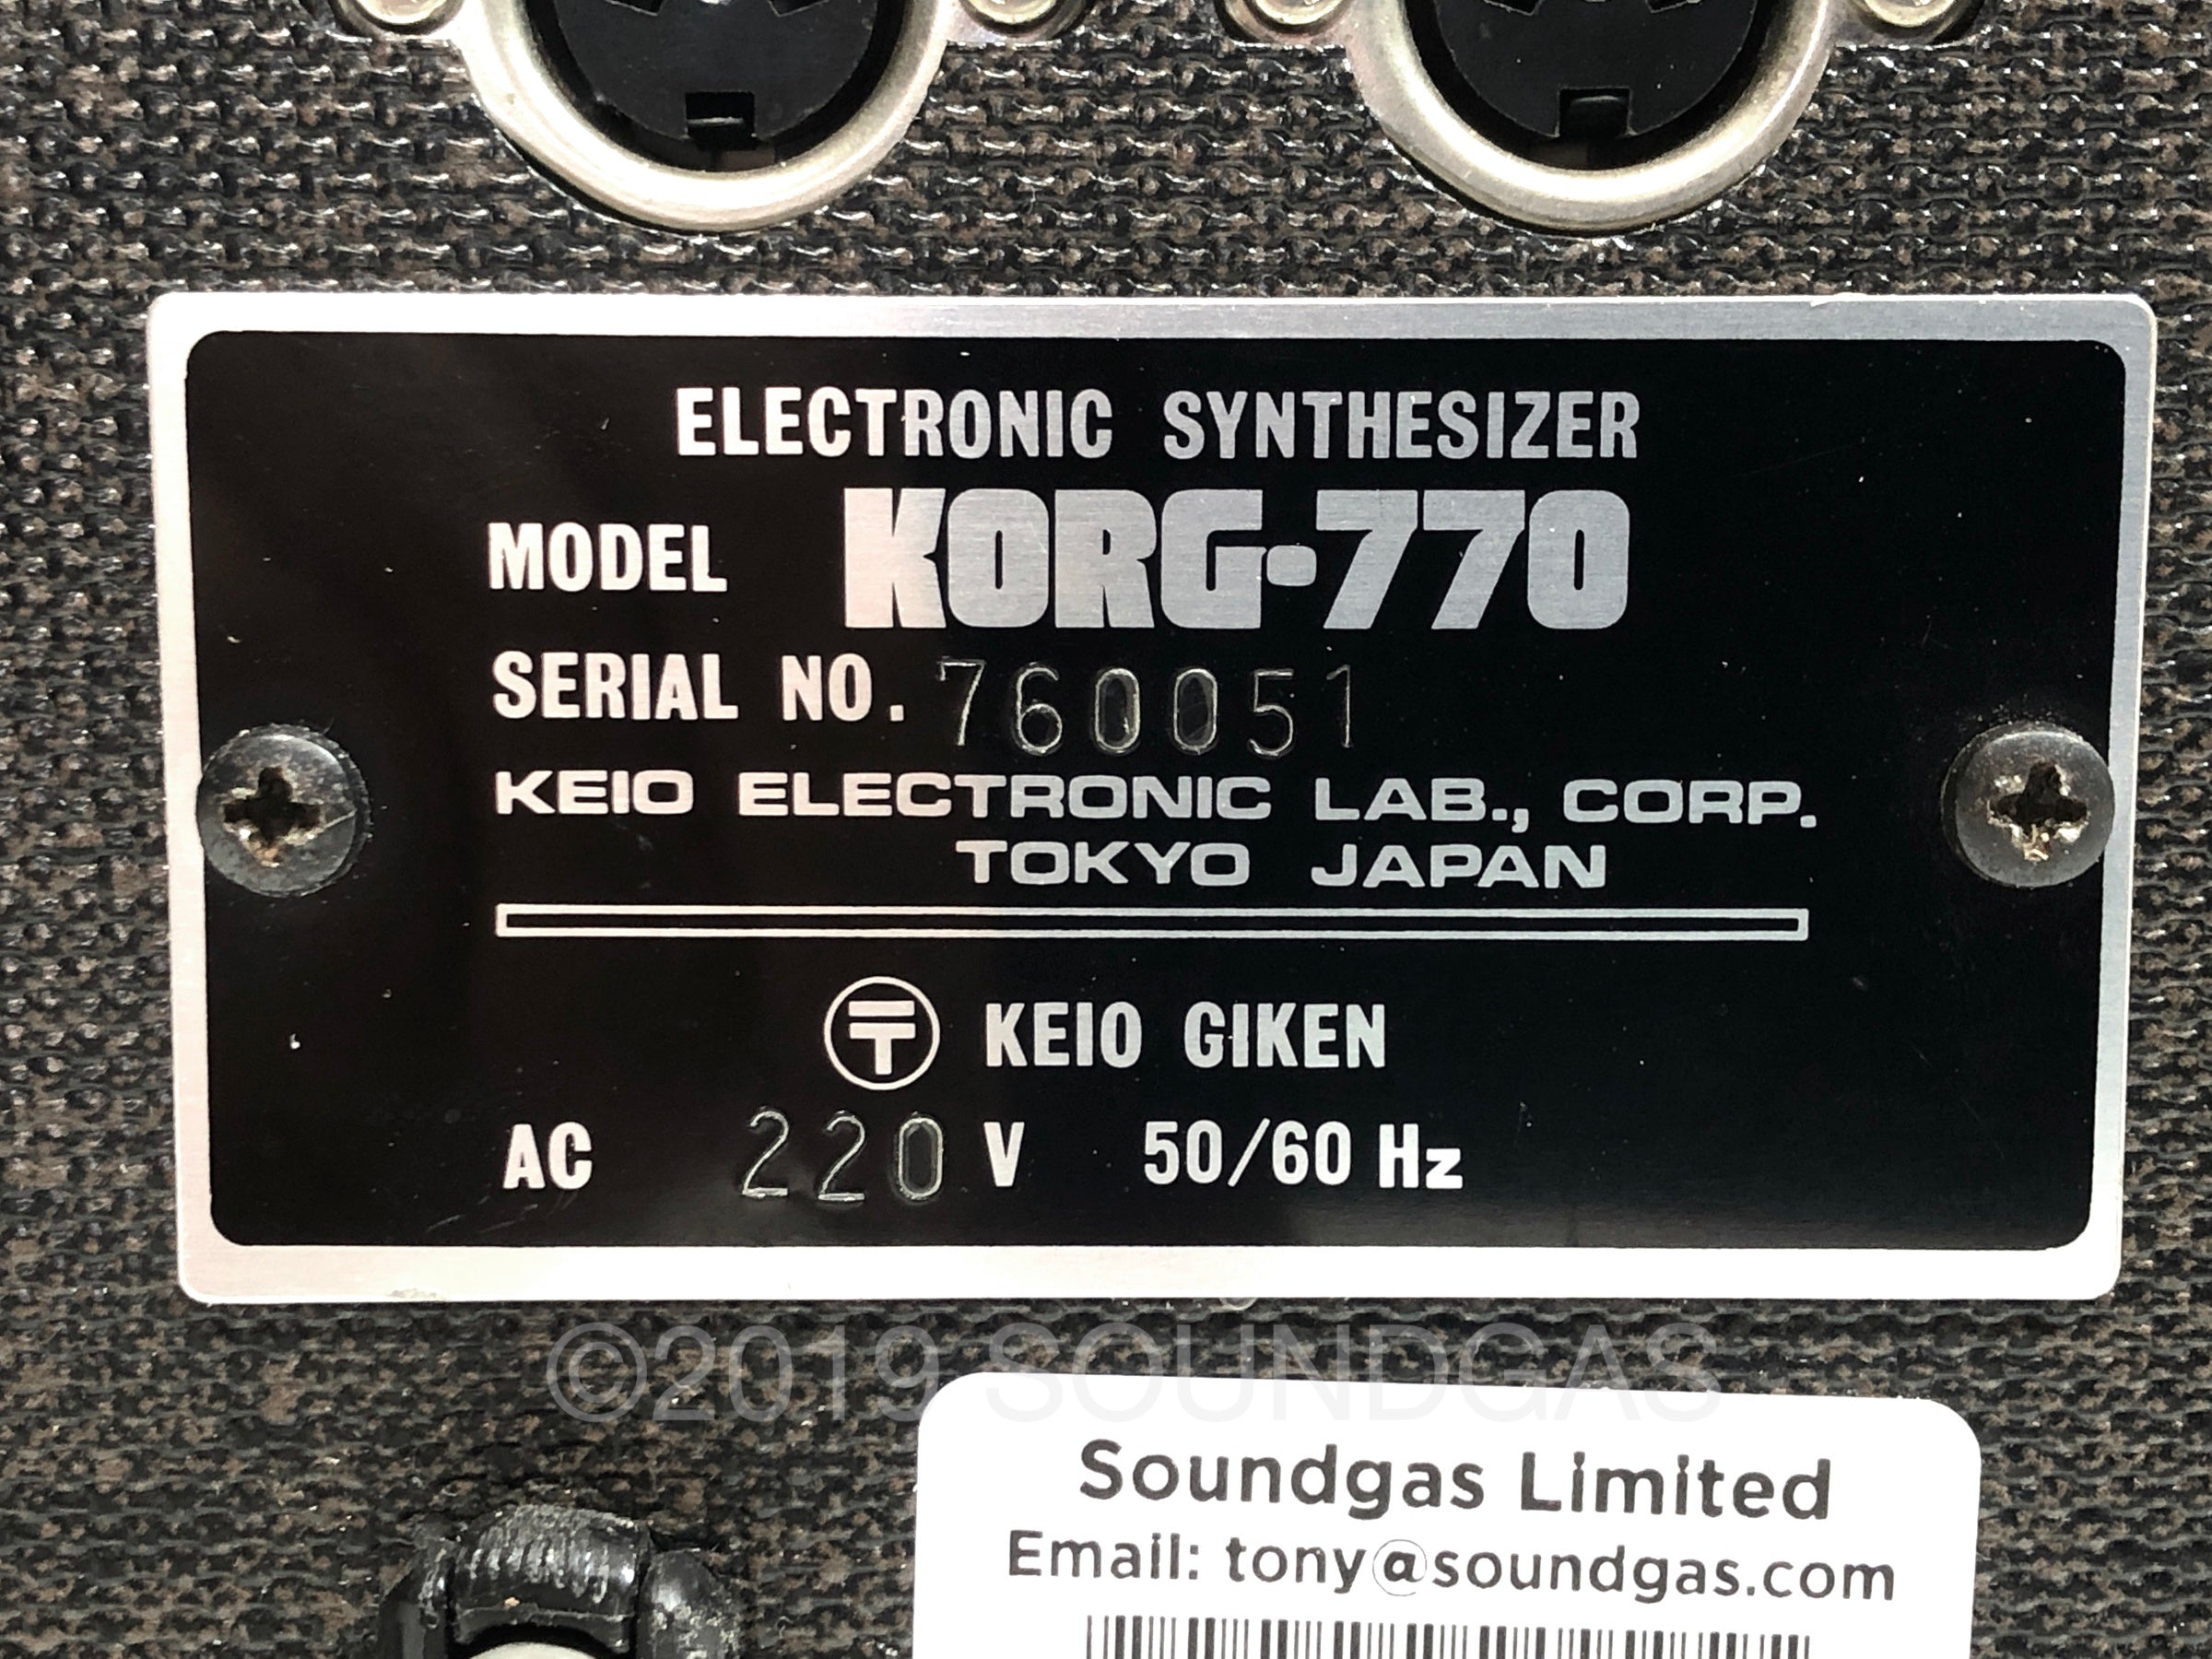 ELECTRONIC SYNTHESIZER
MODEL KORG-770
SERIAL NO. 760051
KEIO ELECTRONIC LAB., CORP.
TOKYO JAPAN
〒 KEIO GIKEN
AC 220 V 50/60 Hz
©2019 SOUNDGAS
Soundgas Limited
Email: tony@soundgas.com